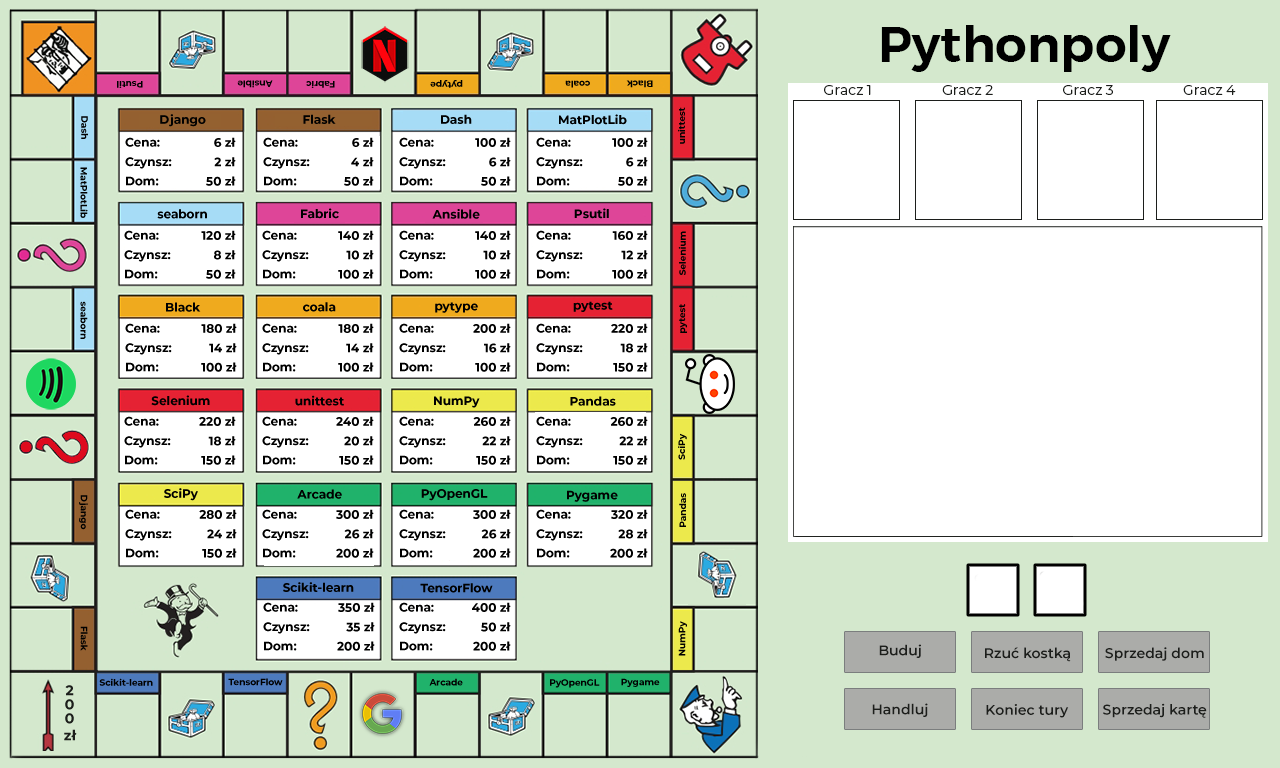 Pythonpoly
Gracz 1 Gracz 2 Gracz 3 Gracz 4
Psutil Ansible Fabric pytype coala Black
Dash
MatPlotLib
seaborn
Django
Flask
unittest
Selenium
pytest
SciPy
Pandas
NumPy
Django
Cena: 6 zł
Czynsz: 2 zł
Dom: 50 zł
Flask
Cena: 6 zł
Czynsz: 4 zł
Dom: 50 zł
Dash
Cena: 100 zł
Czynsz: 6 zł
Dom: 50 zł
MatPlotLib
Cena: 100 zł
Czynsz: 6 zł
Dom: 50 zł
seaborn
Cena: 120 zł
Czynsz: 8 zł
Dom: 50 zł
Fabric
Cena: 140 zł
Czynsz: 10 zł
Dom: 100 zł
Ansible
Cena: 140 zł
Czynsz: 10 zł
Dom: 100 zł
Psutil
Cena: 160 zł
Czynsz: 12 zł
Dom: 100 zł
Black
Cena: 180 zł
Czynsz: 14 zł
Dom: 100 zł
coala
Cena: 180 zł
Czynsz: 14 zł
Dom: 100 zł
pytype
Cena: 200 zł
Czynsz: 16 zł
Dom: 100 zł
pytest
Cena: 220 zł
Czynsz: 18 zł
Dom: 150 zł
Selenium
Cena: 220 zł
Czynsz: 18 zł
Dom: 150 zł
unittest
Cena: 240 zł
Czynsz: 20 zł
Dom: 150 zł
NumPy
Cena: 260 zł
Czynsz: 22 zł
Dom: 150 zł
Pandas
Cena: 260 zł
Czynsz: 22 zł
Dom: 150 zł
SciPy
Cena: 280 zł
Czynsz: 24 zł
Dom: 150 zł
Arcade
Cena: 300 zł
Czynsz: 26 zł
Dom: 200 zł
PyOpenGL
Cena: 300 zł
Czynsz: 26 zł
Dom: 200 zł
Pygame
Cena: 320 zł
Czynsz: 28 zł
Dom: 200 zł
Scikit-learn
Cena: 350 zł
Czynsz: 35 zł
Dom: 200 zł
TensorFlow
Cena: 400 zł
Czynsz: 50 zł
Dom: 200 zł
200 zł
Scikit-learn TensorFlow Arcade PyOpenGL Pygame
Buduj Rzuć kostką Sprzedaj dom
Handluj Koniec tury Sprzedaj kartę